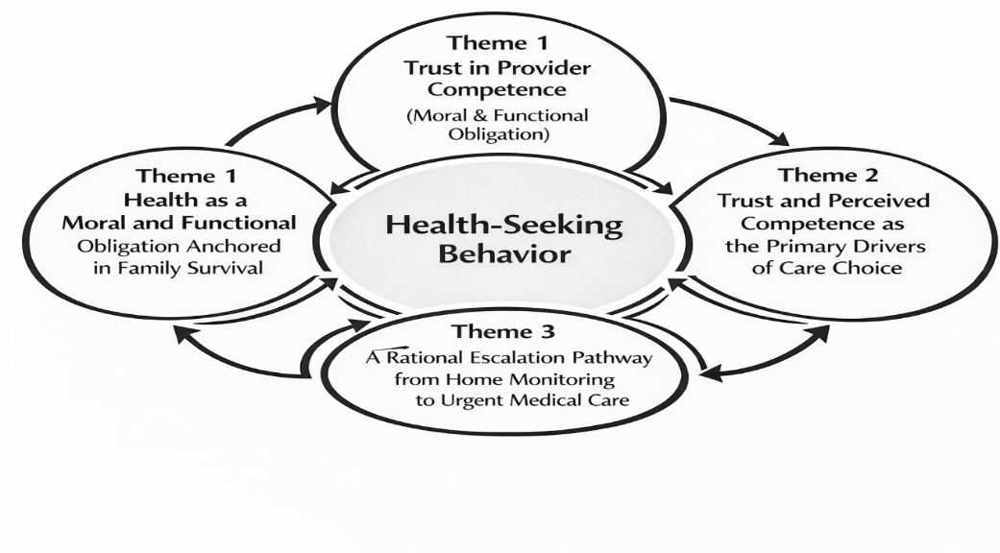 Theme 1
Trust in Provider
Competence
(Moral & Functional
Obligation)
Theme 1
Health as a
Moral and Functional
Obligation Anchored
in Family Survival
Health-Seeking
Behavior
Theme 2
Trust and Perceived
Competence as
the Primary Drivers
of Care Choice
Theme 3
A Rational Escalation Pathway
from Home Monitoring
to Urgent Medical Care